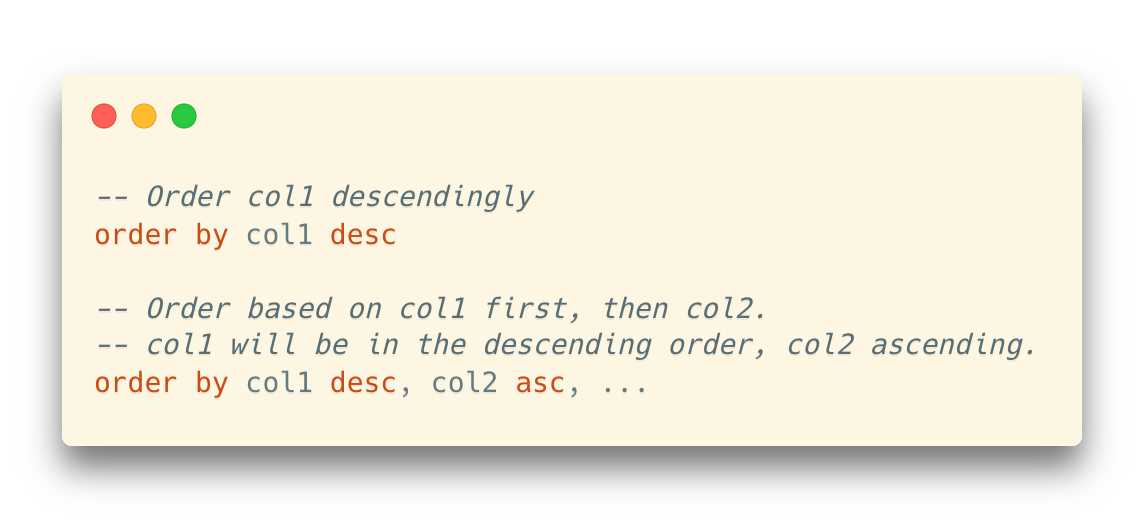 -- Order col1 descendingly
order by col1 desc
-- Order based on col1 first, then col2.
-- col1 will be in the descending order, col2 ascending.
order by col1 desc, col2 asc, ...